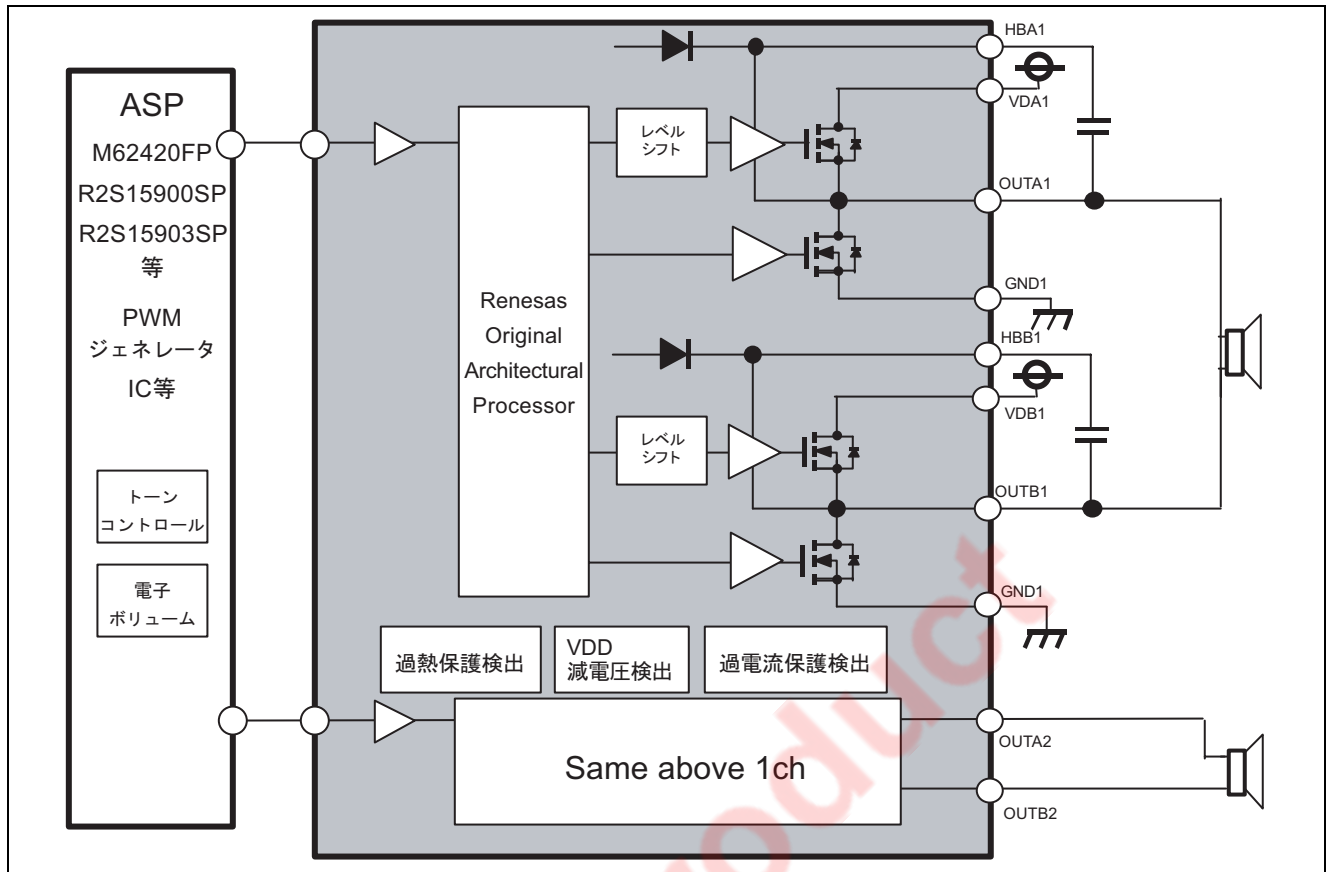 ASP
M62420FP
R2S15900SP
R2S15903SP
等
PWM
ジェネレータ
IC等
トーン
コントロール
電子
ボリューム
Renesas
Original
Architectural
Processor
レベル
シフト
レベル
シフト
HBA1
VDA1
OUTA1
GND1
HBB1
VDB1
OUTB1
GND1
過熱保護検出
VDD
減電圧検出
過電流保護検出
Same above 1ch
OUTA2
OUTB2
roduct